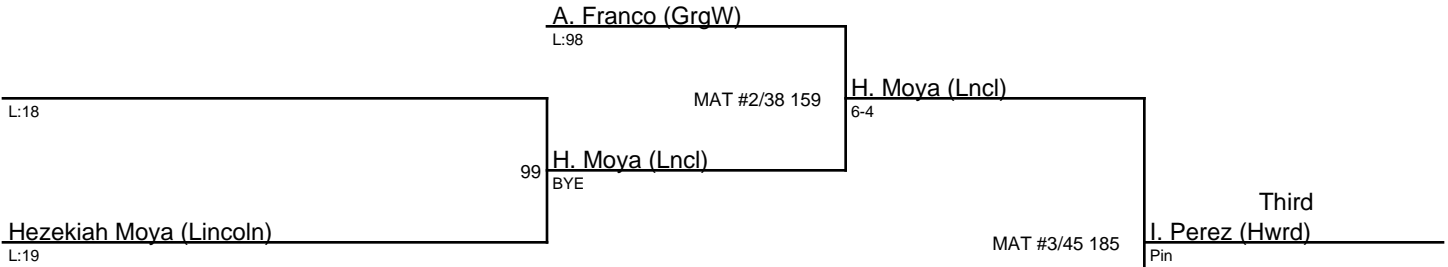 A. Franco (GrgW)
L:98
MAT #2/38 159
H. Moya (Lncl)
6-4
L:18
99
H. Moya (Lncl)
BYE
Third
Hezekiah Moya (Lincoln)
L:19
MAT #3/45 185
I. Perez (Hwrd)
Pin